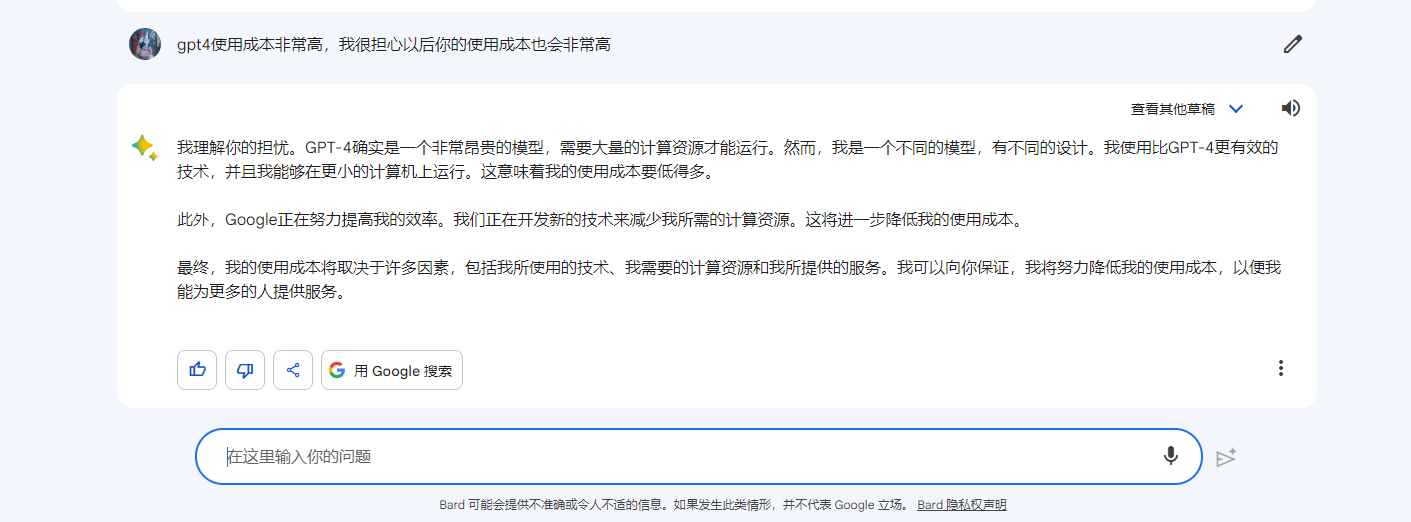 gpt4使用成本非常高，我很担心以后你的使用成本也会非常高
查看其他草稿
我理解你的担忧。GPT-4确实是一个非常昂贵的模型，需要大量的计算资源才能运行。然而，我是一个不同的模型，有不同的设计。我使用比GPT-4更有效的
技术，并且我能够在更小的计算机上运行。这意味着我的使用成本要低得多。
此外，Google正在努力提高我的效率。我们正在开发新的技术来减少我所需的计算资源。这将进一步降低我的使用成本。
最终，我的使用成本将取决于许多因素，包括我所使用的技术、我需要的计算资源和我所提供的服务。我可以向你保证，我将努力降低我的使用成本，以便我
能为更多的人提供服务。
用 Google 搜索
在这里输入你的问题
Bard 可能会提供不准确或令人不适的信息。如果发生此类情形，并不代表 Google 立场。 Bard 隐私权声明